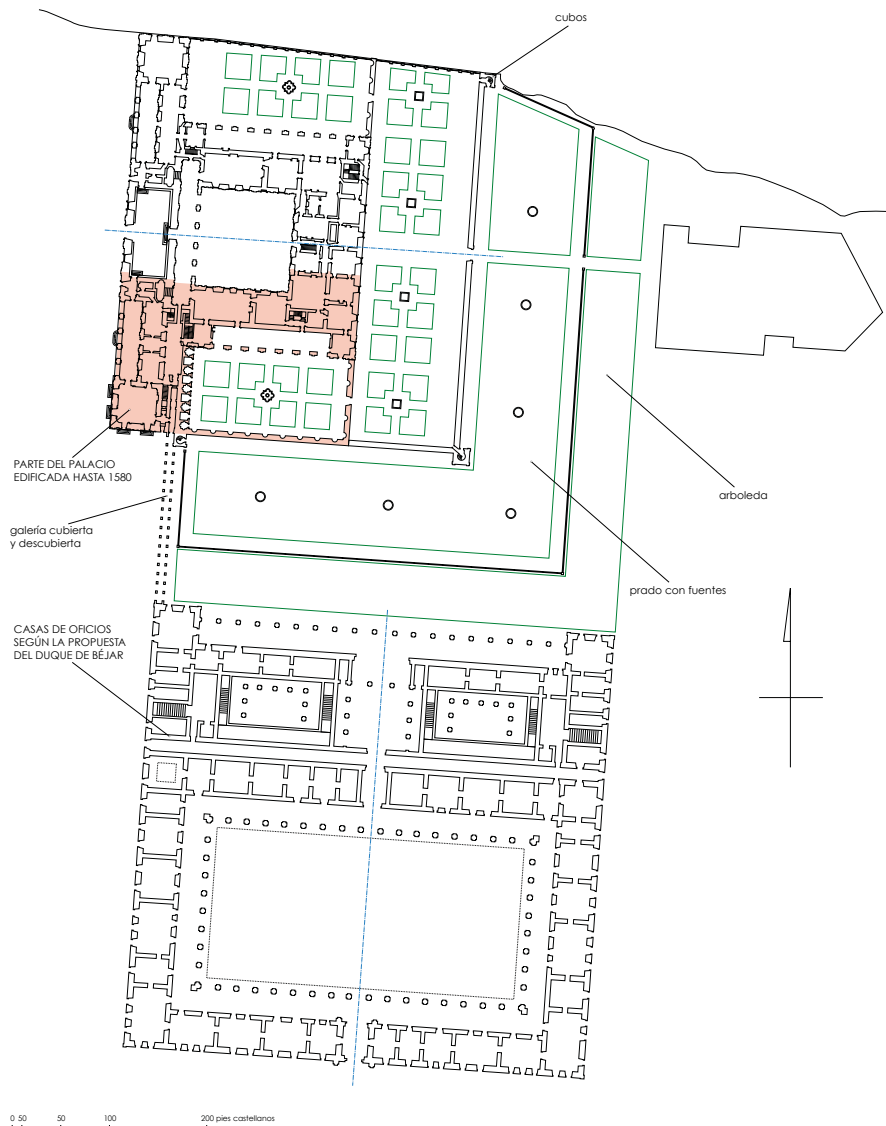 cubos
PARTE DEL PALACIO
EDIFICADA HASTA 1580
arboleda
galería cubierta
y descubierta
prado con fuentes
CASAS DE OFICIOS
SEGÚN LA PROPUESTA
DEL DUQUE DE BÉJAR
0 50 50 100 200 pies castellanos